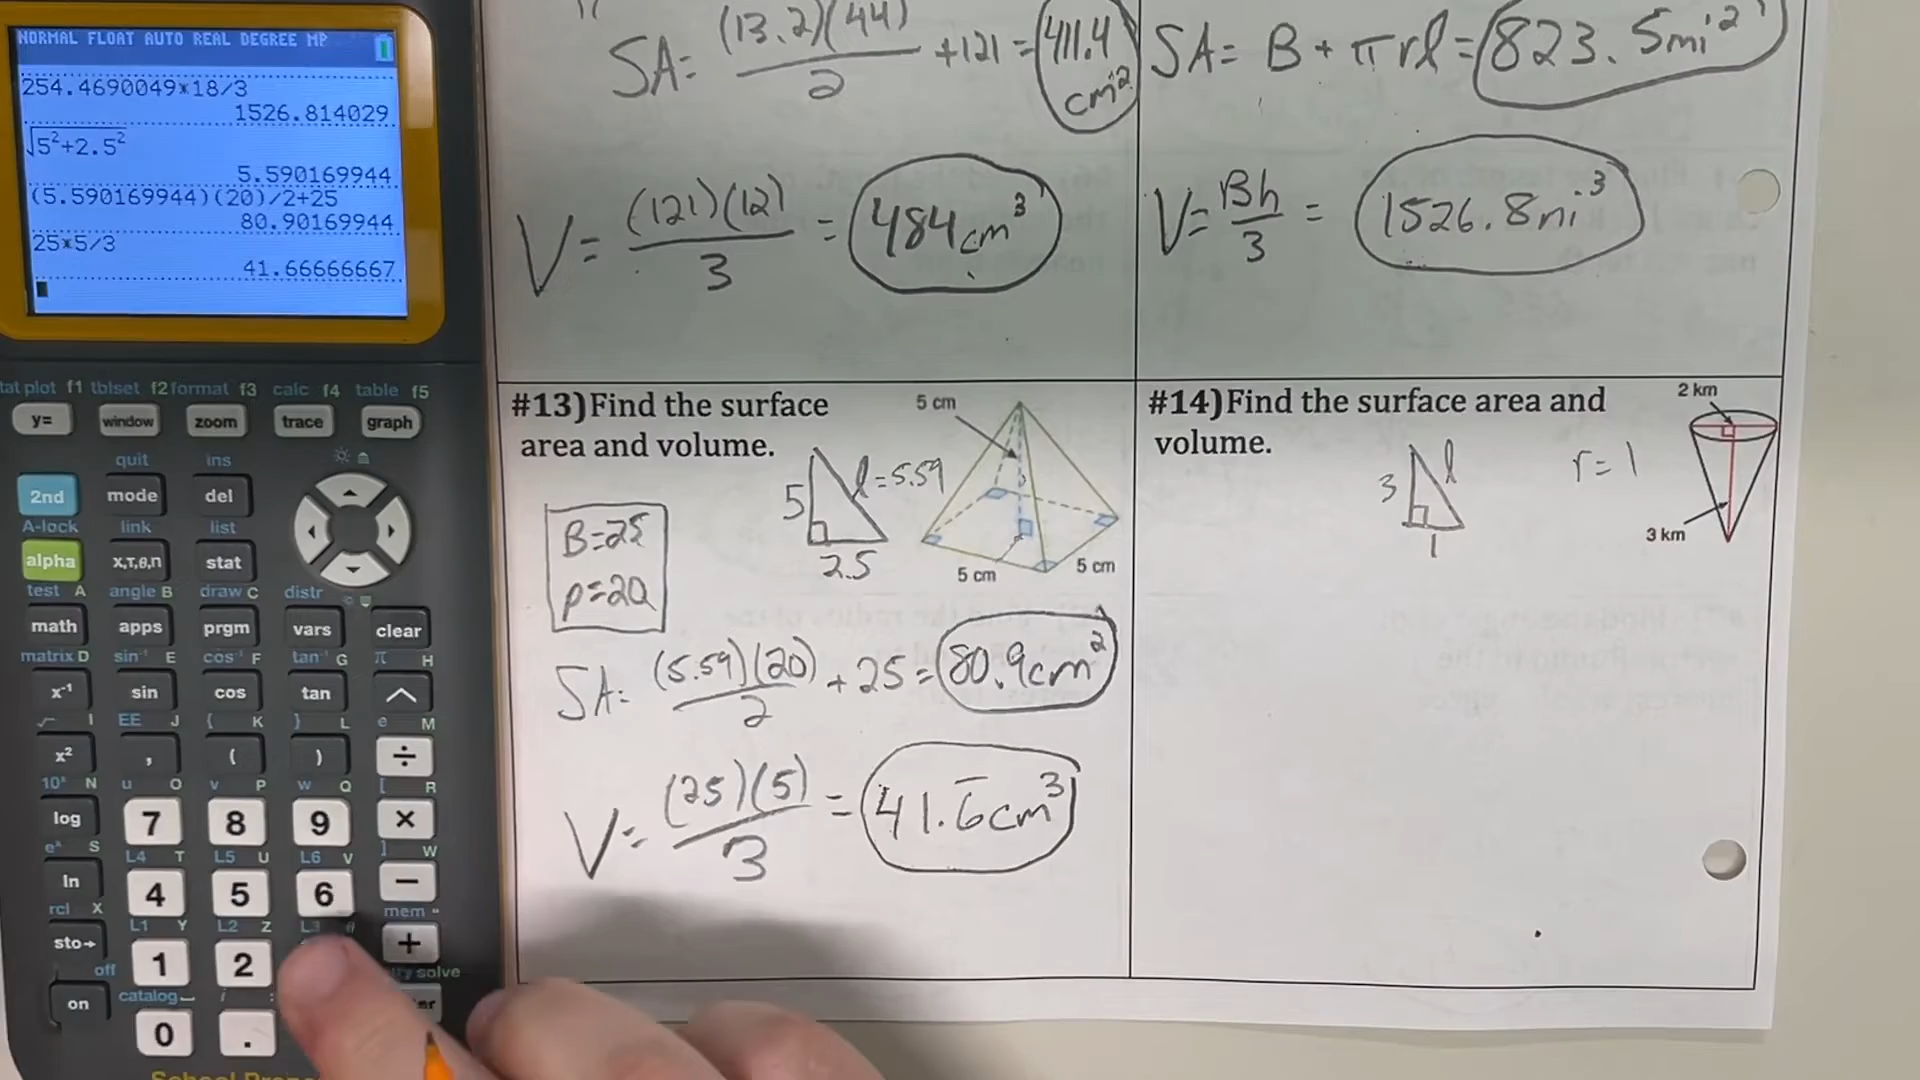 NORMAL FLOAT AUTO REAL DEGREE MP
254.4690049*18/3
1526.814029
√5²+2.5²
5.590169944
(5.590169944)(20)/2+25
80.90169944
25*5/3
41.66666667
stat plot f1 tblset f2 format f3 calc f4 table f5
y= window zoom trace graph
quit ins
2nd mode del
A-lock link list
alpha X,T,θ,n stat
test A angle B draw C distr
math apps prgm vars clear
matrix D sin⁻¹ E cos⁻¹ F tan⁻¹ G π H
x⁻¹ sin cos tan ^
√ I EE J { K } L e M
x² , ( ) ÷
10ˣ N u O v P w Q [ R
log 7 8 9 ×
eˣ S L4 T L5 U L6 V ] W
ln 4 5 6 −
rcl X L1 Y L2 Z L3 θ mem "
sto→ 1 2 +
off catalog i : solve
on 0 .
SA= (13.2)(44)/2 +121 = 411.4 cm²
V= (121)(12)/3 = 484cm³
SA= B + πrl = 823.5mi²
V= Bh/3 = 1526.8mi³
#13)Find the surface
area and volume.
5 cm
5 cm
5 cm
5
l=5.59
2.5
B=25
p=20
SA= (5.59)(20)/2 + 25 = 80.9cm²
V= (25)(5)/3 = 41.6̅cm³
#14)Find the surface area and
volume.
2 km
3 km
3
l
1
r=1